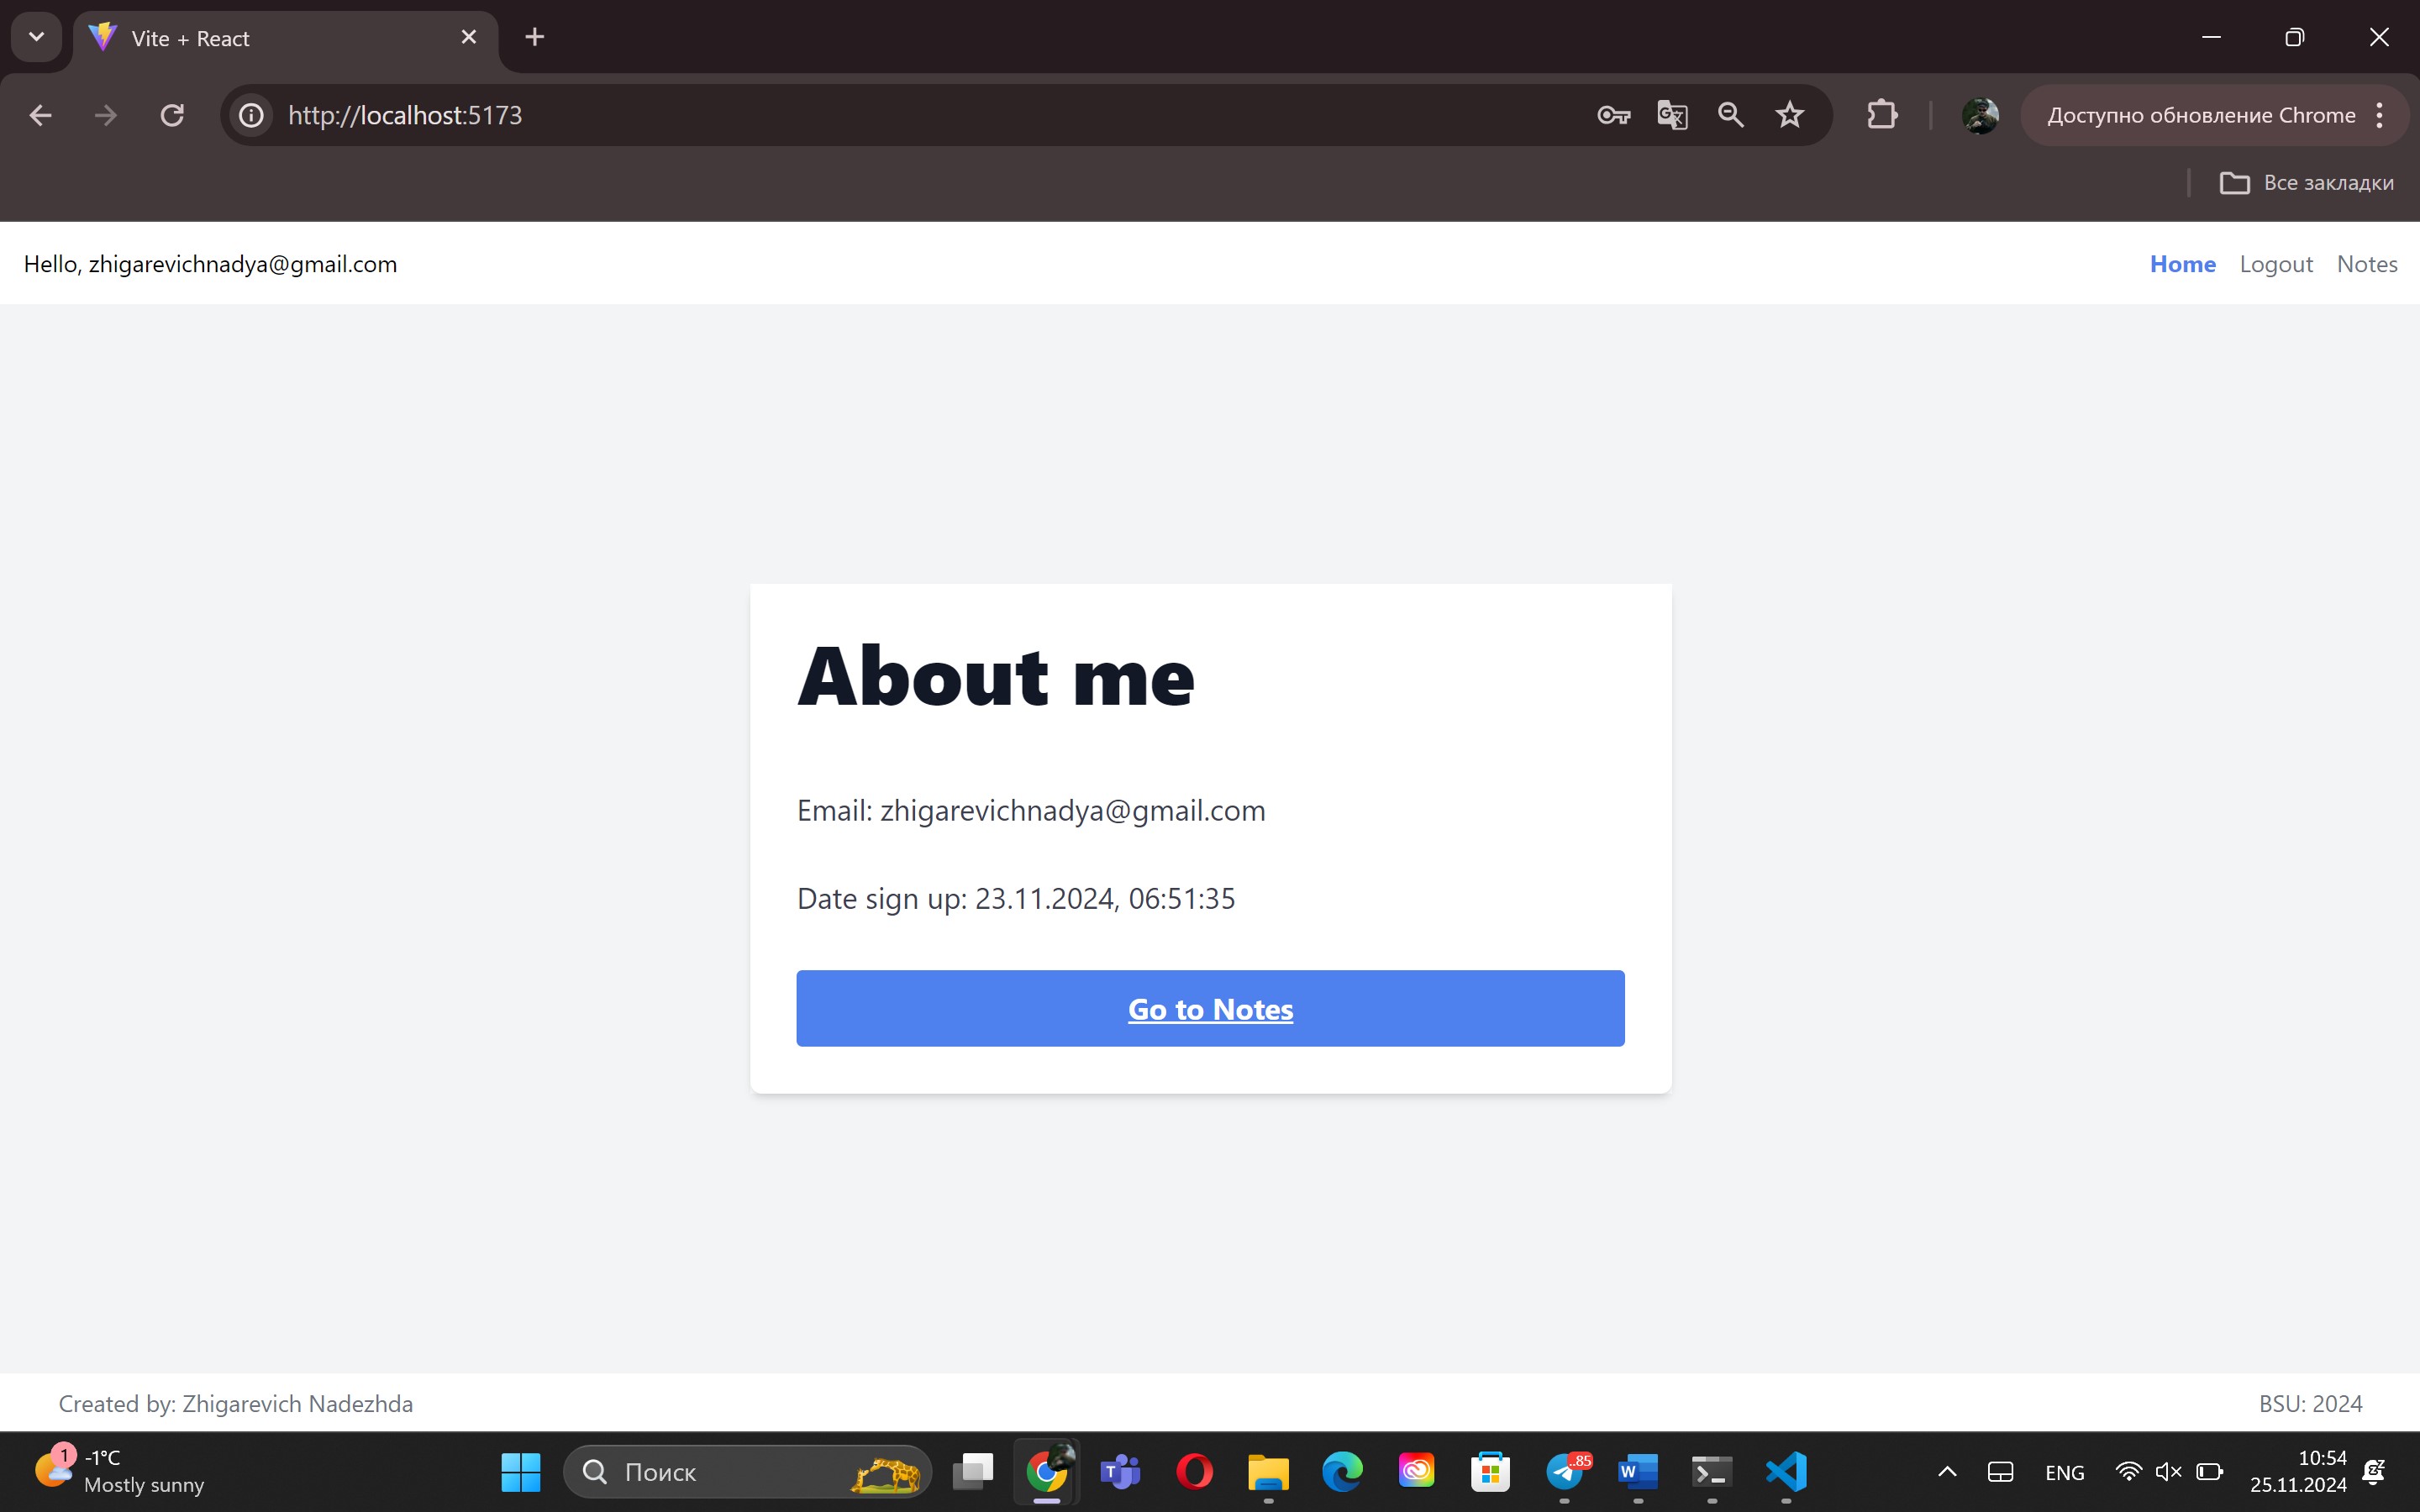 Vite + React
http://localhost:5173
Доступно обновление Chrome
Все закладки
Hello, zhigarevichnadya@gmail.com
Home Logout Notes
About me
Email: zhigarevichnadya@gmail.com
Date sign up: 23.11.2024, 06:51:35
Go to Notes
Created by: Zhigarevich Nadezhda
BSU: 2024
1
-1°C
Mostly sunny
Поиск
..85
ENG
10:54
25.11.2024